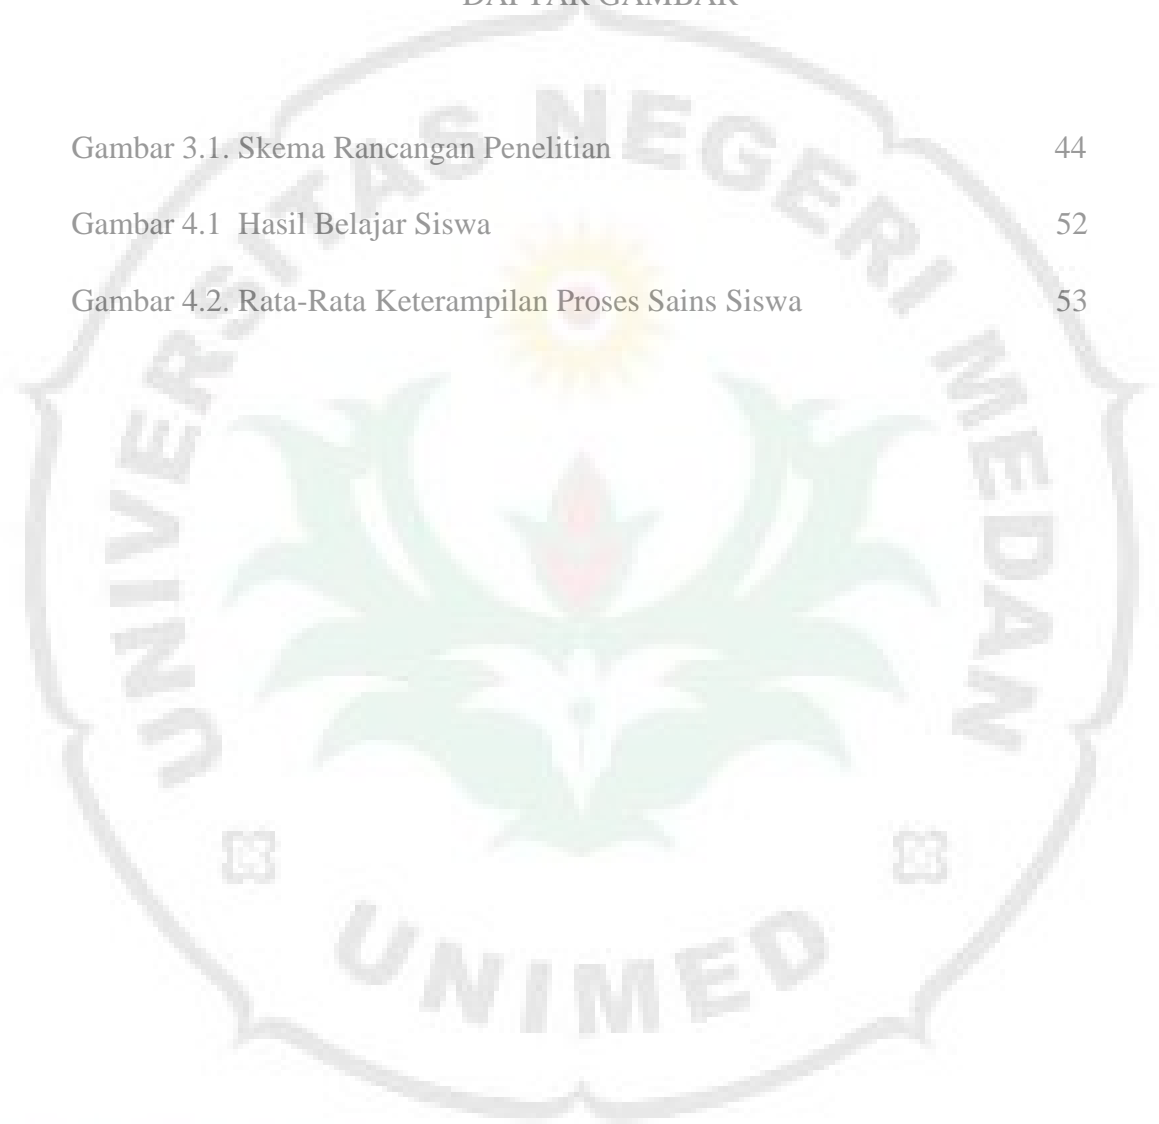 DAFTAR GAMBAR
Gambar 3.1. Skema Rancangan Penelitian 44
Gambar 4.1  Hasil Belajar Siswa 52
Gambar 4.2. Rata-Rata Keterampilan Proses Sains Siswa 53
UNIVERSITAS NEGERI MEDAN
UNIMED